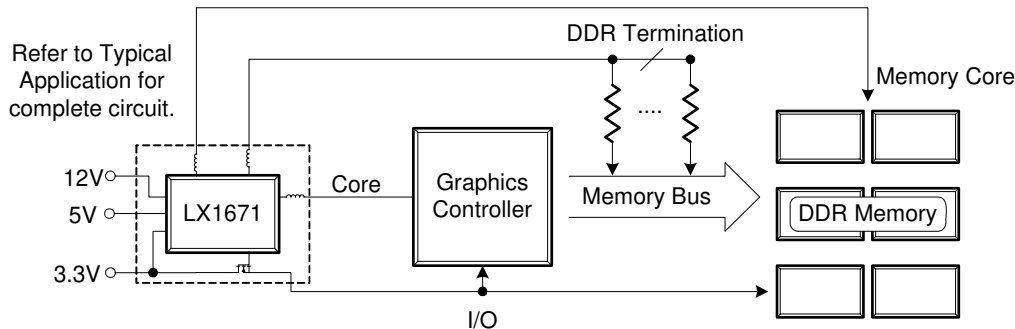 DDR Termination
Refer to Typical
Application for
complete circuit.
Memory Core
....
12V
5V
3.3V
LX1671
Core
Graphics
Controller
Memory Bus
DDR Memory
I/O